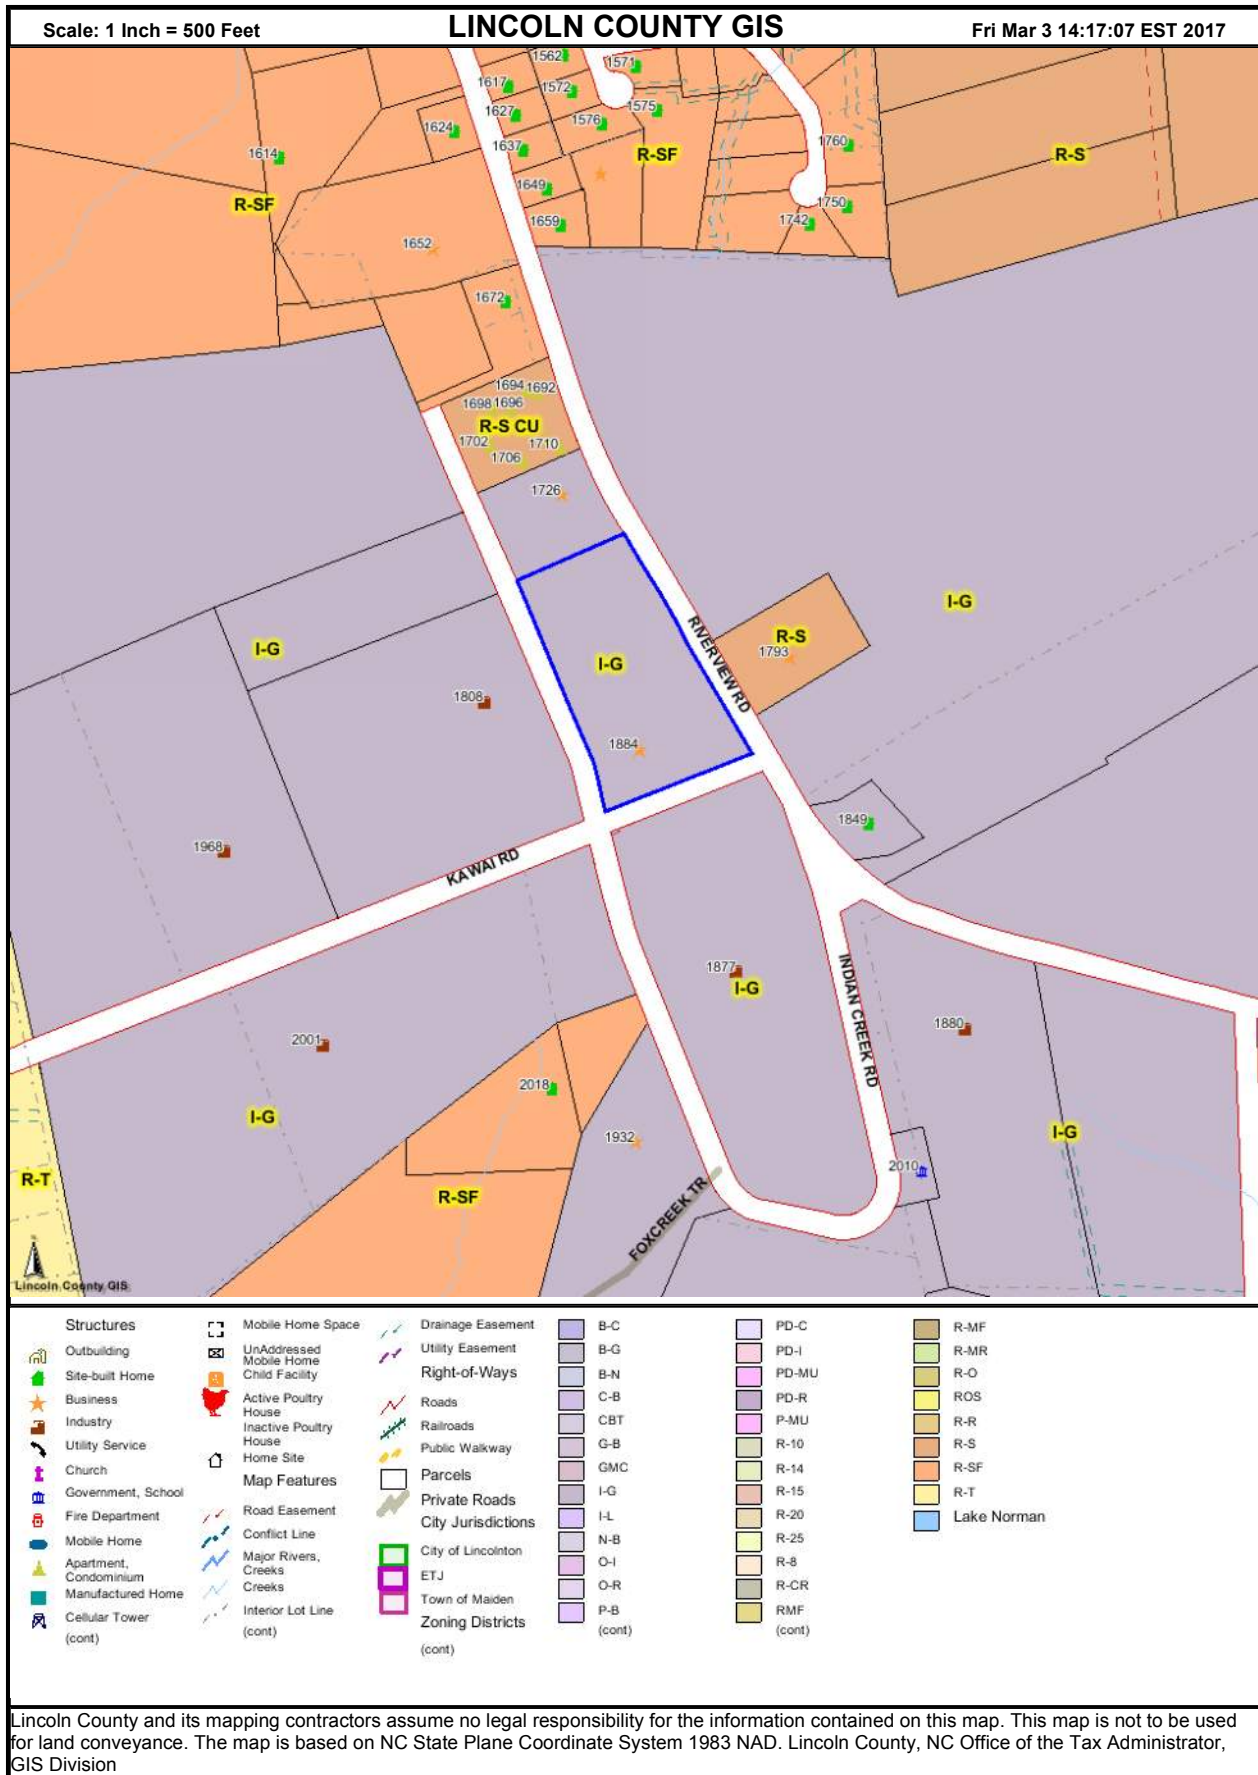 Scale: 1 Inch = 500 Feet
LINCOLN COUNTY GIS
Fri Mar 3 14:17:07 EST 2017
1562
1571
1617
1572
1627
1575
1624
1576
1637
1760
1614
R-SF
R-S
1649
R-SF
1750
1659
1742
1652
1672
1694
1692
1698
1696
R-S CU
1702
1710
1706
1726
I-G
RIVERVIEW RD
R-S
1793
I-G
I-G
1808
1884
1849
1968
KAWAI RD
1877
I-G
INDIAN CREEK RD
1880
2001
2018
I-G
I-G
1932
2010
R-T
R-SF
FOXCREEK TR
Lincoln County GIS
Structures
Outbuilding
Site-built Home
Business
Industry
Utility Service
Church
Government, School
Fire Department
Mobile Home
Apartment,
Condominium
Manufactured Home
Cellular Tower
(cont)
Mobile Home Space
UnAddressed
Mobile Home
Child Facility
Active Poultry
House
Inactive Poultry
House
Home Site
Map Features
Road Easement
Conflict Line
Major Rivers,
Creeks
Creeks
Interior Lot Line
(cont)
Drainage Easement
Utility Easement
Right-of-Ways
Roads
Railroads
Public Walkway
Parcels
Private Roads
City Jurisdictions
City of Lincolnton
ETJ
Town of Maiden
Zoning Districts
(cont)
B-C
B-G
B-N
C-B
CBT
G-B
GMC
I-G
I-L
N-B
O-I
O-R
P-B
(cont)
PD-C
PD-I
PD-MU
PD-R
P-MU
R-10
R-14
R-15
R-20
R-25
R-8
R-CR
RMF
(cont)
R-MF
R-MR
R-O
ROS
R-R
R-S
R-SF
R-T
Lake Norman
Lincoln County and its mapping contractors assume no legal responsibility for the information contained on this map. This map is not to be used
for land conveyance. The map is based on NC State Plane Coordinate System 1983 NAD. Lincoln County, NC Office of the Tax Administrator,
GIS Division